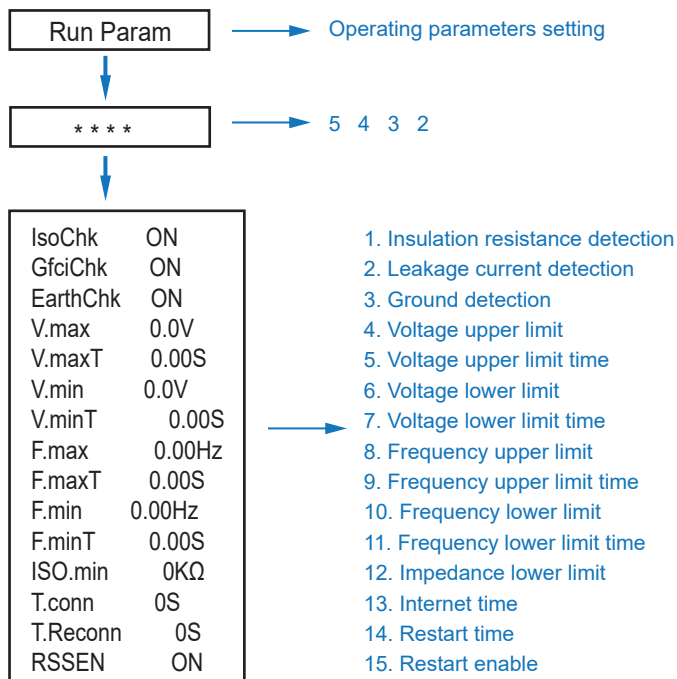 Run Param
Operating parameters setting
* * * *
5 4 3 2
IsoChk ON
GfciChk ON
EarthChk ON
V.max 0.0V
V.maxT 0.00S
V.min 0.0V
V.minT 0.00S
F.max 0.00Hz
F.maxT 0.00S
F.min 0.00Hz
F.minT 0.00S
ISO.min 0KΩ
T.conn 0S
T.Reconn 0S
RSSEN ON
1. Insulation resistance detection
2. Leakage current detection
3. Ground detection
4. Voltage upper limit
5. Voltage upper limit time
6. Voltage lower limit
7. Voltage lower limit time
8. Frequency upper limit
9. Frequency upper limit time
10. Frequency lower limit
11. Frequency lower limit time
12. Impedance lower limit
13. Internet time
14. Restart time
15. Restart enable